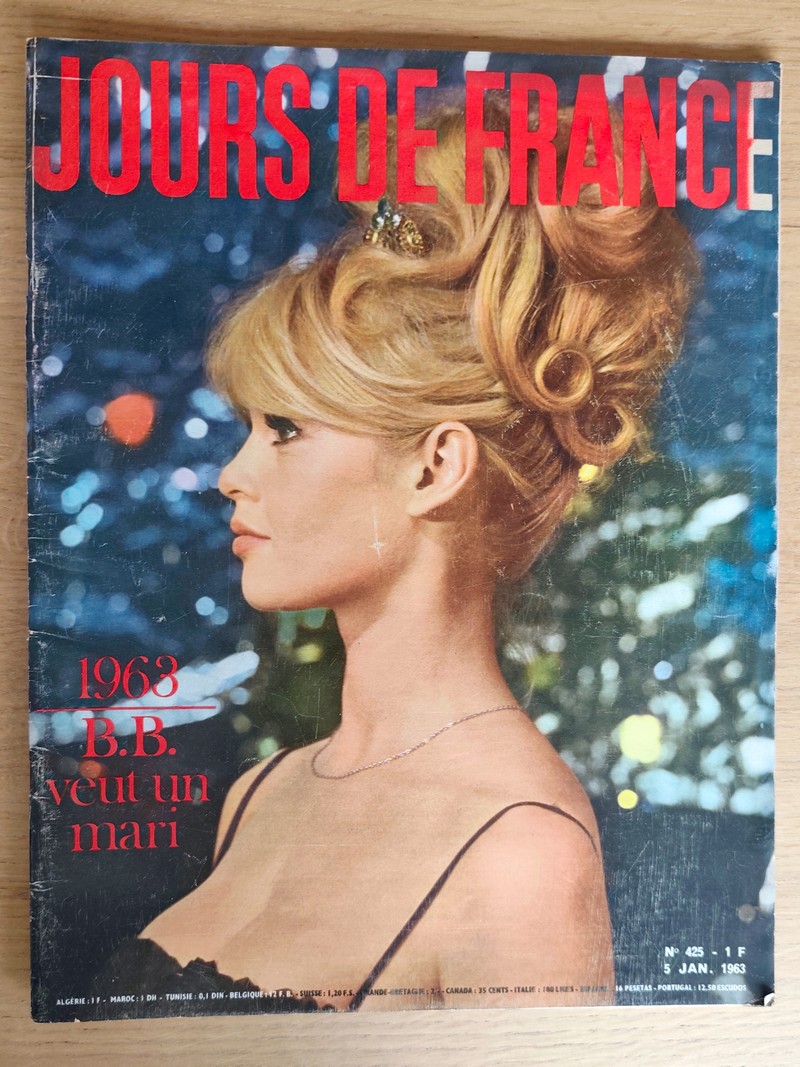 JOURS DE FRANCE
1963
B.B.
veut un
mari
N° 425 - 1 F
5 JAN. 1963
ALGÉRIE : 1 F - MAROC : 1 DH - TUNISIE : 0,1 DIN - BELGIQUE : 12 F. B. - SUISSE : 1,20 F.S. - CANADA : 35 CENTS - ITALIE : 180 LIRES - 16 PESETAS - PORTUGAL : 12,50 ESCUDOS